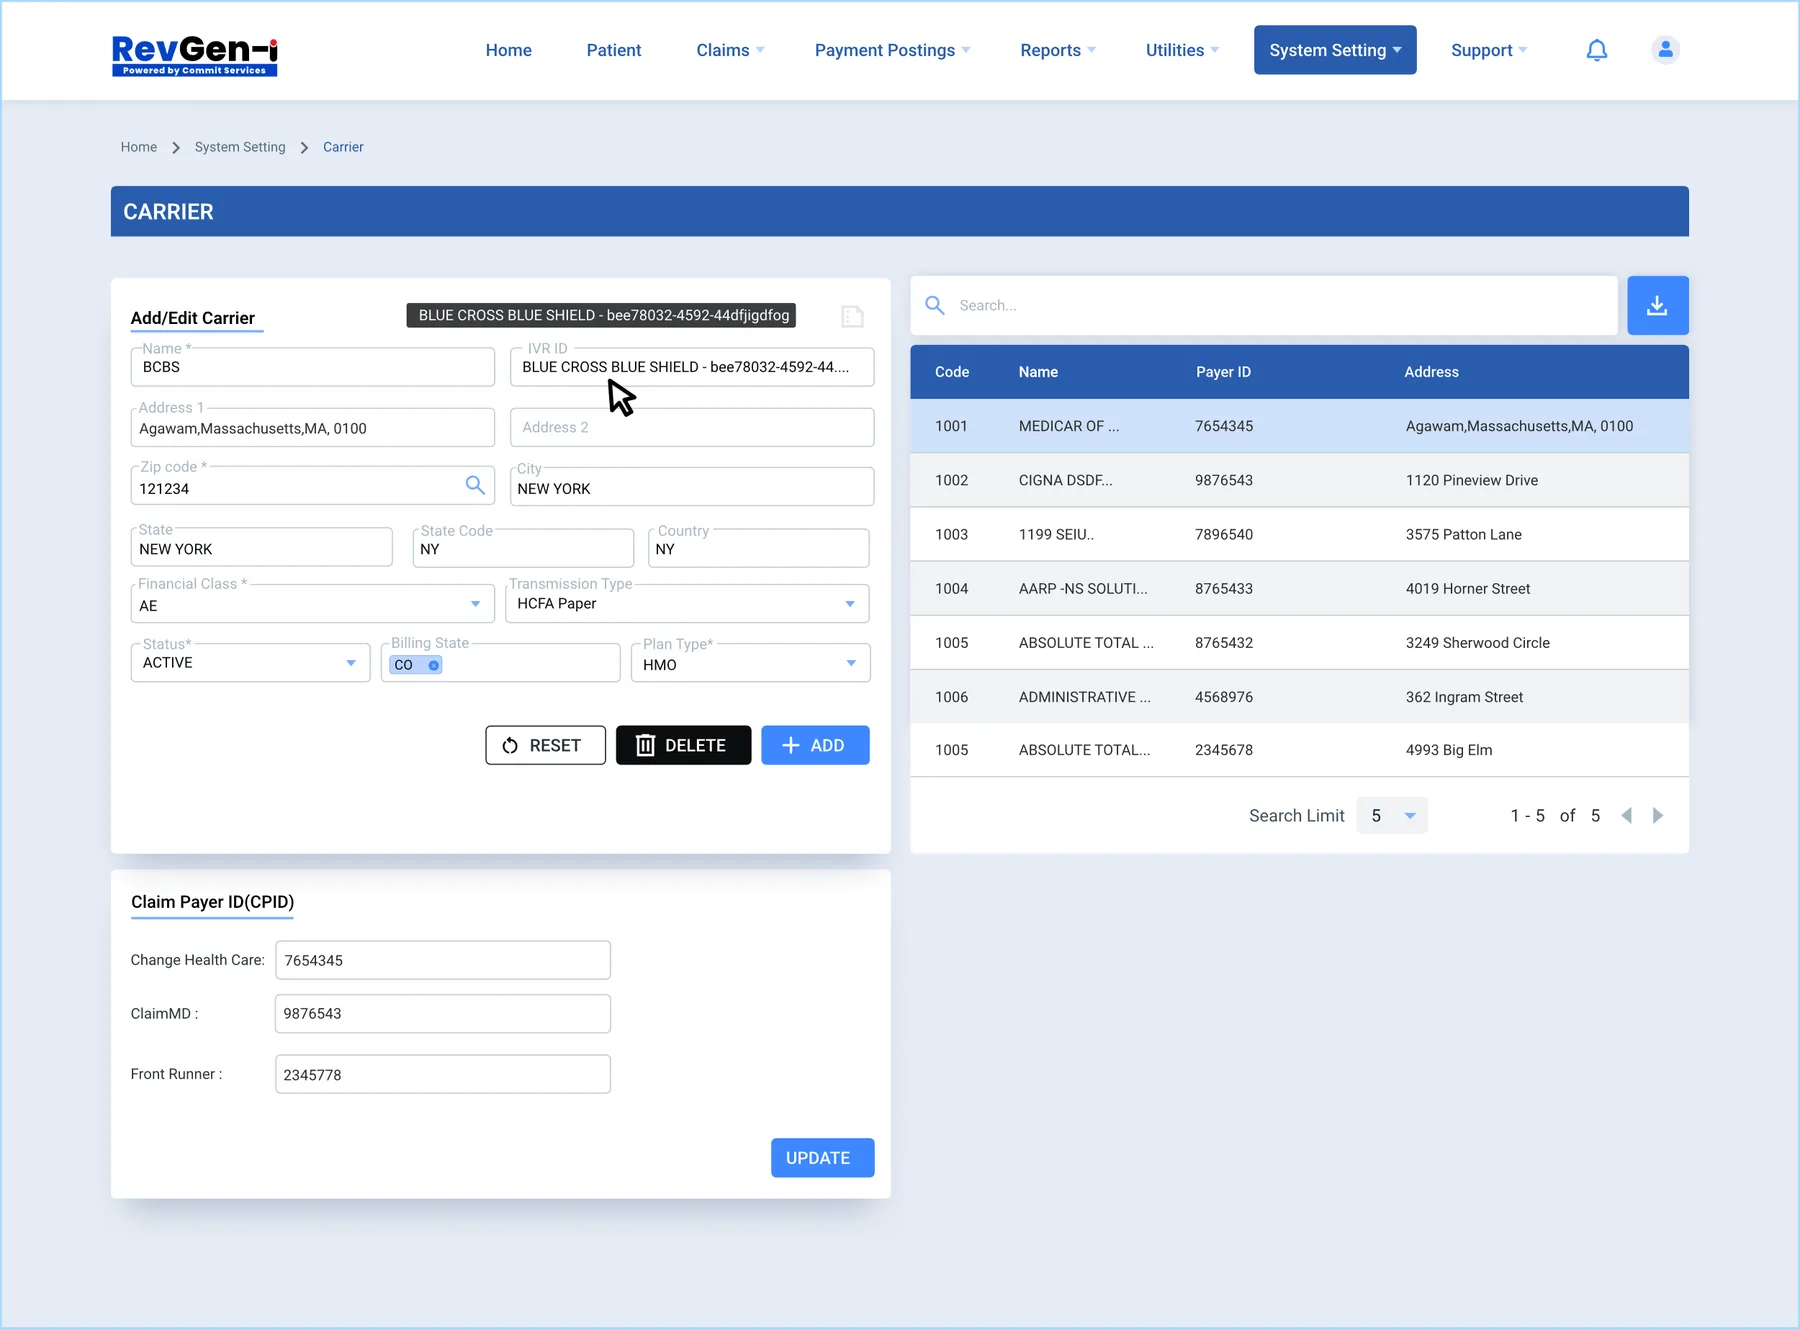 RevGen-i
Powered by Commit Services
Home Patient Claims Payment Postings Reports Utilities System Setting Support
Home System Setting Carrier
CARRIER
Add/Edit Carrier
BLUE CROSS BLUE SHIELD - bee78032-4592-44dfjigdfog
Name *
BCBS
IVR ID
BLUE CROSS BLUE SHIELD - bee78032-4592-44....
Address 1
Agawam,Massachusetts,MA, 0100
Address 2
Zip code *
121234
City
NEW YORK
State
NEW YORK
State Code
NY
Country
NY
Financial Class *
AE
Transmission Type
HCFA Paper
Status*
ACTIVE
Billing State
CO
Plan Type*
HMO
RESET DELETE ADD
Search...
Code Name Payer ID Address
1001 MEDICAR OF ... 7654345 Agawam,Massachusetts,MA, 0100
1002 CIGNA DSDF... 9876543 1120 Pineview Drive
1003 1199 SEIU.. 7896540 3575 Patton Lane
1004 AARP -NS SOLUTI... 8765433 4019 Horner Street
1005 ABSOLUTE TOTAL ... 8765432 3249 Sherwood Circle
1006 ADMINISTRATIVE ... 4568976 362 Ingram Street
1005 ABSOLUTE TOTAL... 2345678 4993 Big Elm
Search Limit 5 1 - 5 of 5
Claim Payer ID(CPID)
Change Health Care: 7654345
ClaimMD : 9876543
Front Runner : 2345778
UPDATE